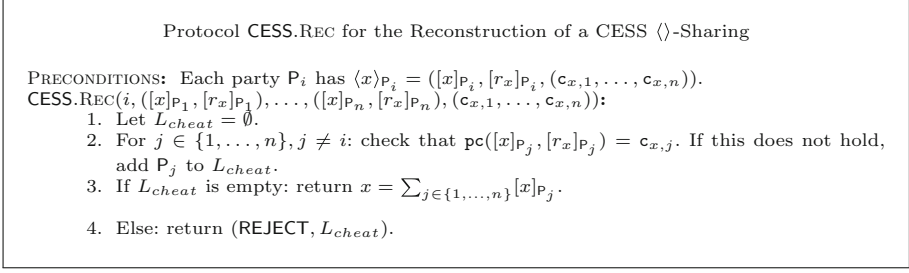 Protocol CESS.REC for the Reconstruction of a CESS ⟨⟩-Sharing
PRECONDITIONS: Each party P_i has ⟨x⟩_{P_i} = ([x]_{P_i}, [r_x]_{P_i}, (c_{x,1}, . . . , c_{x,n})).
CESS.REC(i, ([x]_{P_1}, [r_x]_{P_1}), . . . , ([x]_{P_n}, [r_x]_{P_n}), (c_{x,1}, . . . , c_{x,n})):
1. Let L_{cheat} = ∅.
2. For j ∈ {1, . . . , n}, j ≠ i: check that pc([x]_{P_j}, [r_x]_{P_j}) = c_{x,j}. If this does not hold,
add P_j to L_{cheat}.
3. If L_{cheat} is empty: return x = ∑_{j∈{1,...,n}} [x]_{P_j}.
4. Else: return (REJECT, L_{cheat}).